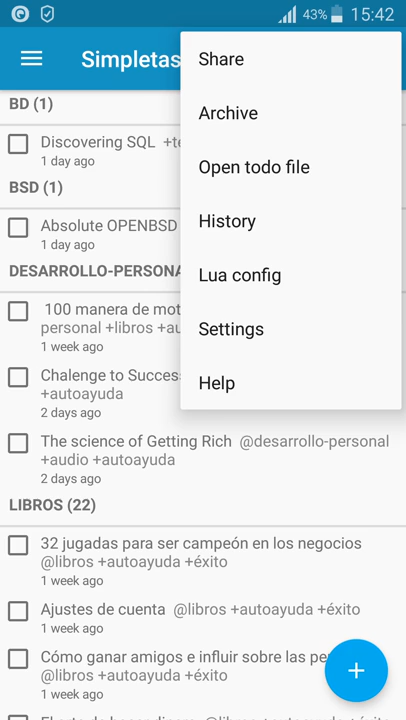 43% 15:42
Simpletas
Share
Archive
Open todo file
History
Lua config
Settings
Help
BD (1)
Discovering SQL
1 day ago
BSD (1)
Absolute OPENBSD
1 day ago
DESARROLLO-PERSONA
100 manera de mot
personal +libros +au
1 week ago
Chalenge to Success
+autoayuda
2 days ago
The science of Getting Rich @desarrollo-personal
+audio +autoayuda
2 days ago
LIBROS (22)
32 jugadas para ser campeón en los negocios
@libros +autoayuda +éxito
1 week ago
Ajustes de cuenta @libros +autoayuda +éxito
1 week ago
Cómo ganar amigos e influir sobre las pe
@libros +autoayuda +éxito
1 week ago